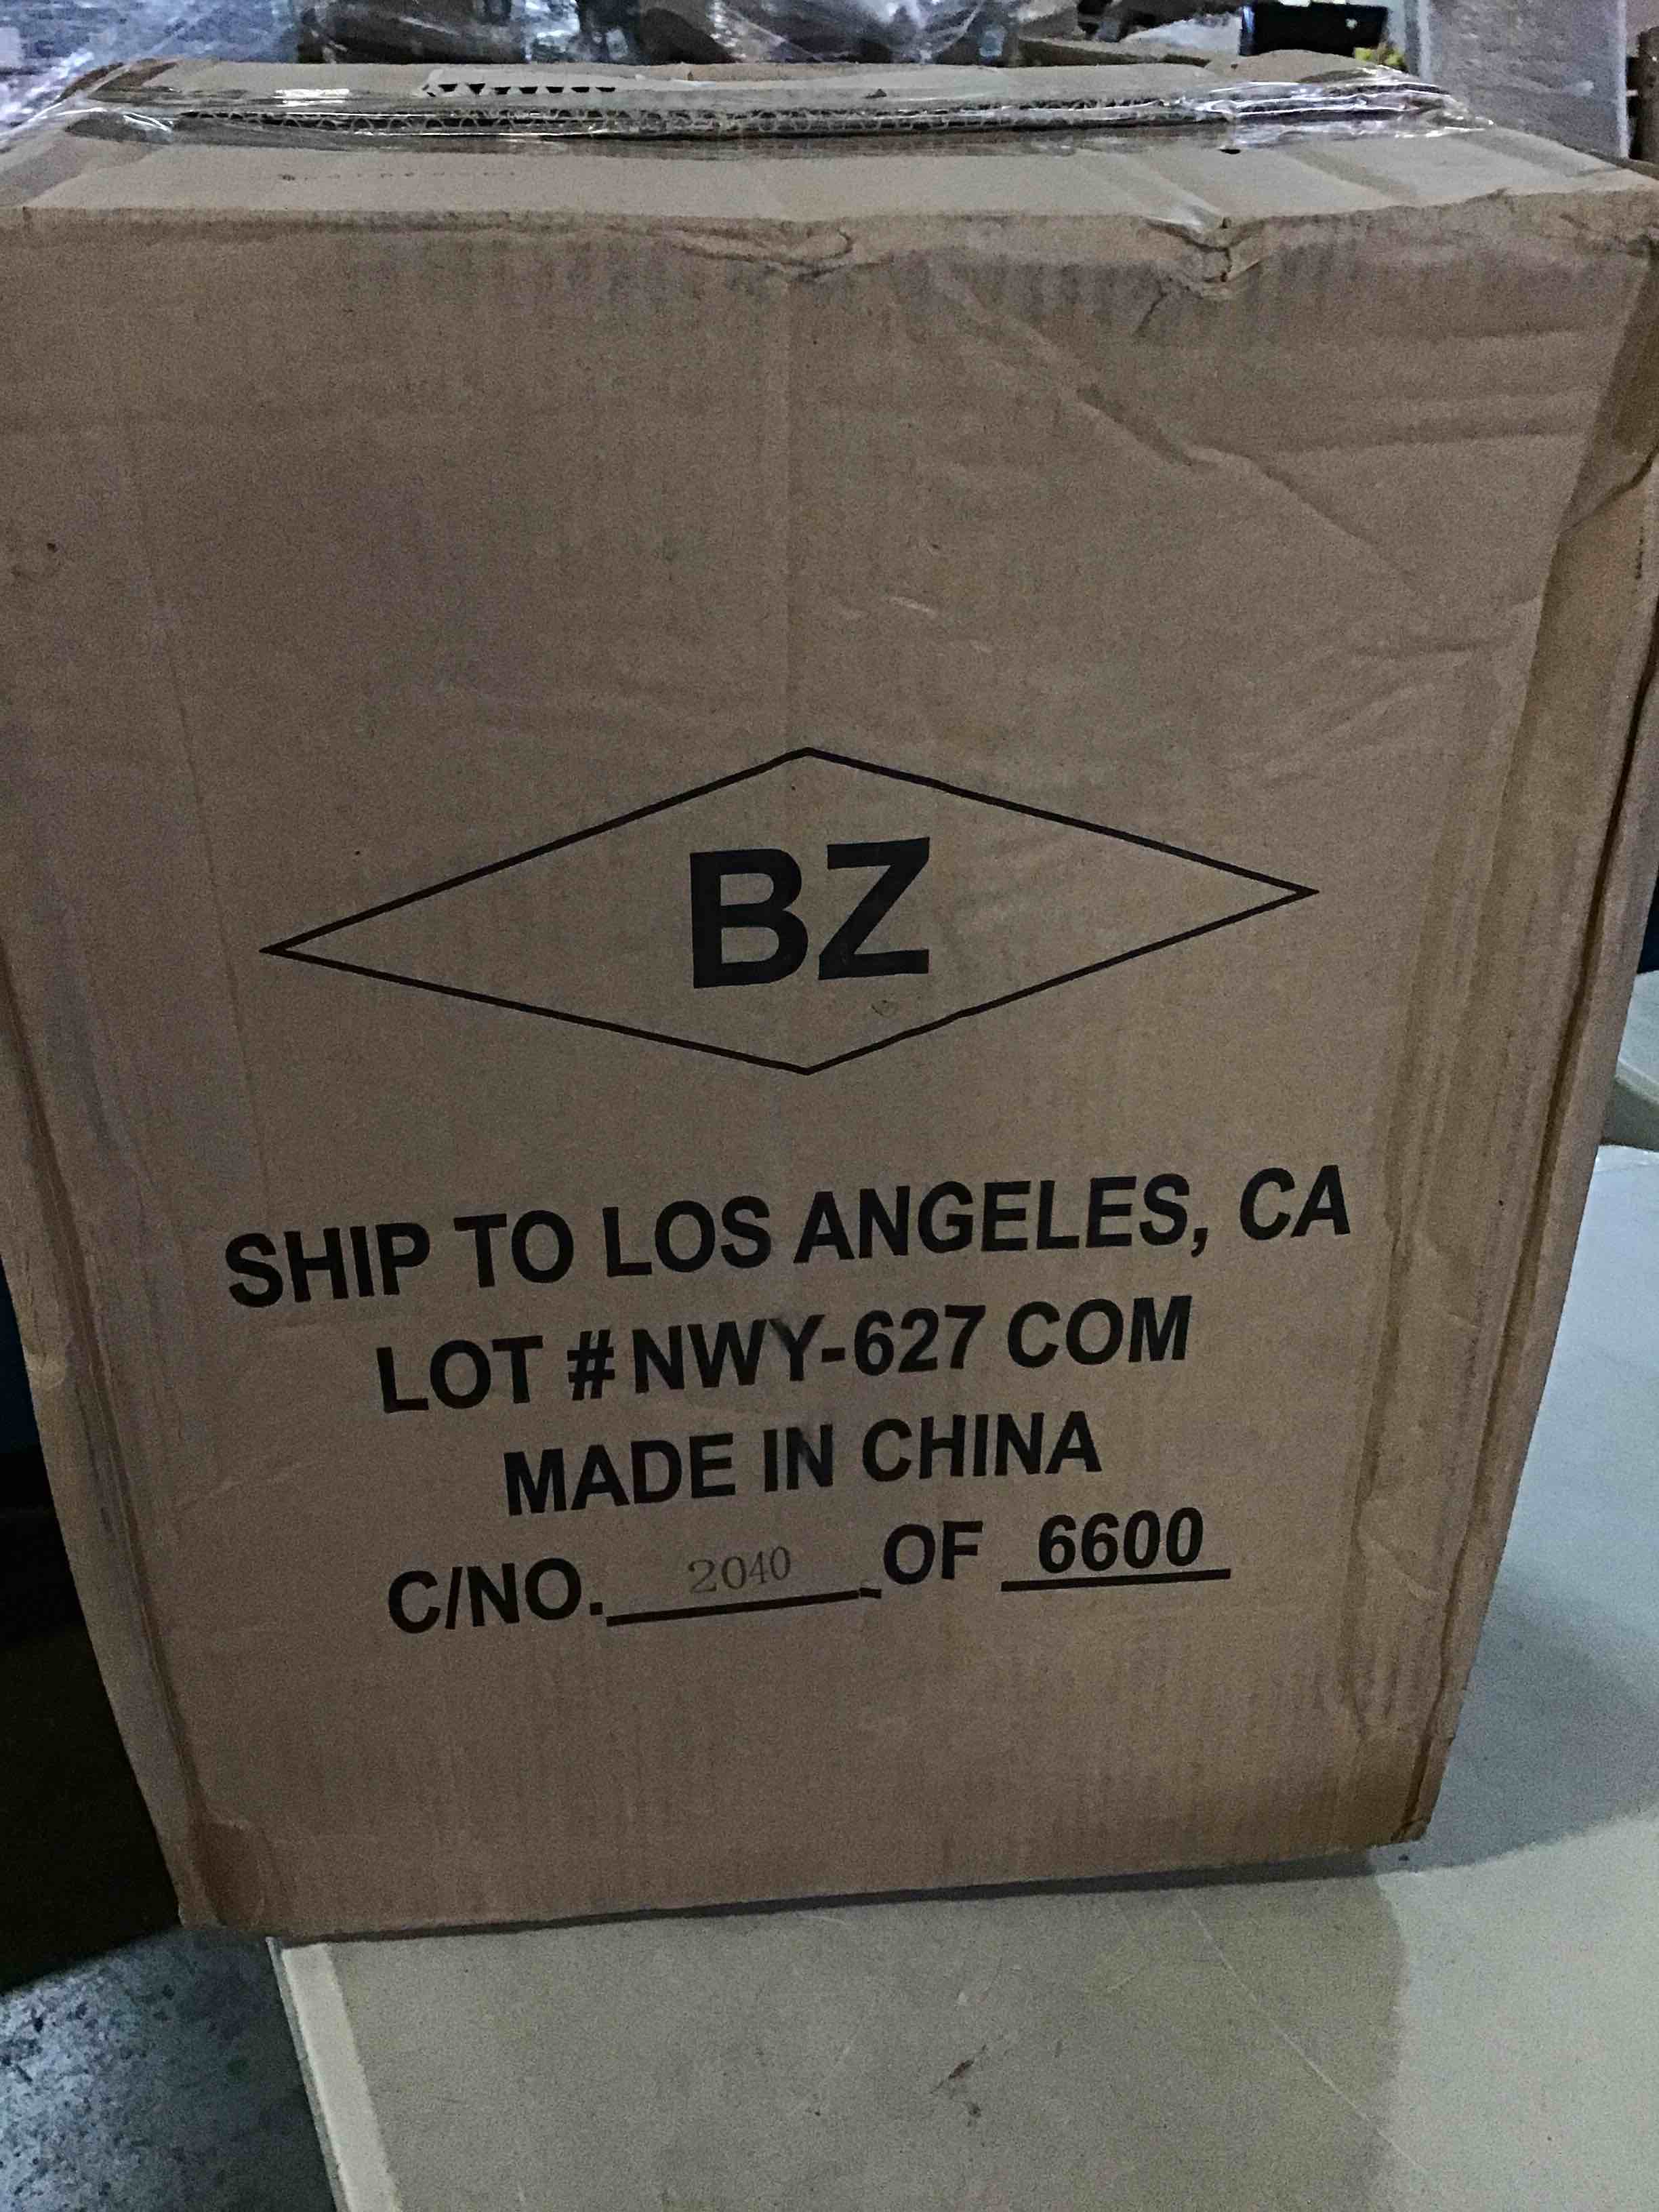 BZ
SHIP TO LOS ANGELES, CA
LOT #NWY-627 COM
MADE IN CHINA
C/NO. 2040 OF 6600